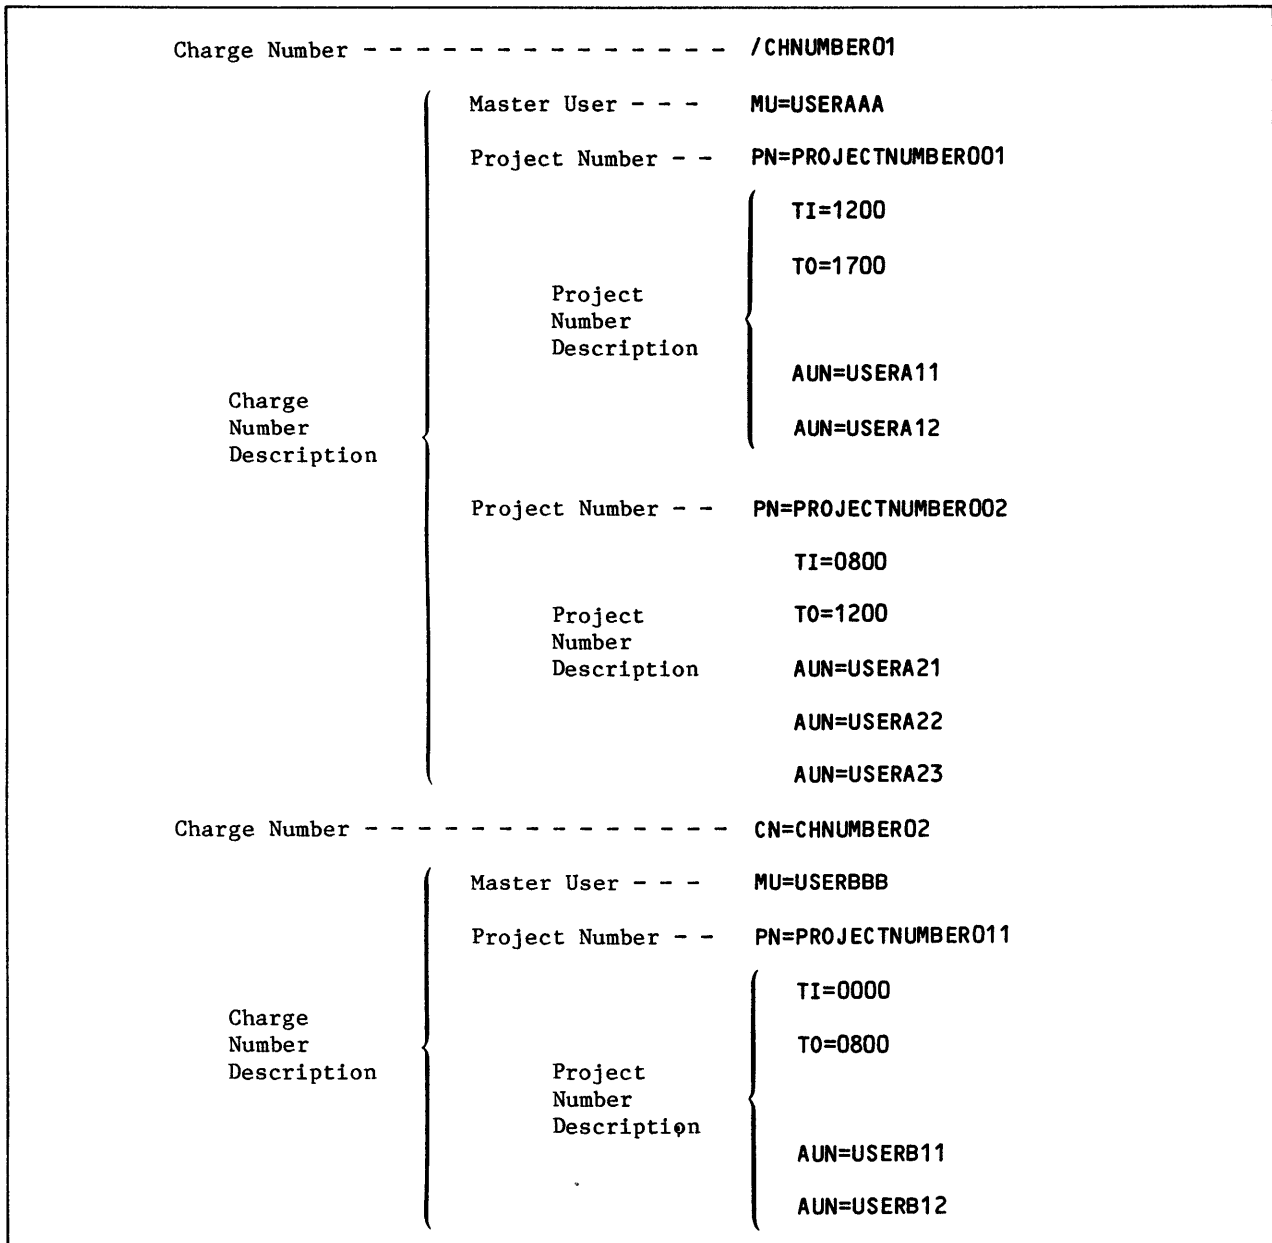 Charge Number - - - - - - - - - - - - - - /CHNUMBER01
Master User - - - MU=USERAAA
Project Number - - PN=PROJECTNUMBER001
TI=1200
TO=1700
Project
Number
Description
AUN=USERA11
AUN=USERA12
Charge
Number
Description
Project Number - - PN=PROJECTNUMBER002
TI=0800
Project
Number
Description
TO=1200
AUN=USERA21
AUN=USERA22
AUN=USERA23
Charge Number - - - - - - - - - - - - - - CN=CHNUMBER02
Master User - - - MU=USERBBB
Project Number - - PN=PROJECTNUMBER011
TI=0000
TO=0800
Charge
Number
Description
Project
Number
Description
AUN=USERB11
AUN=USERB12